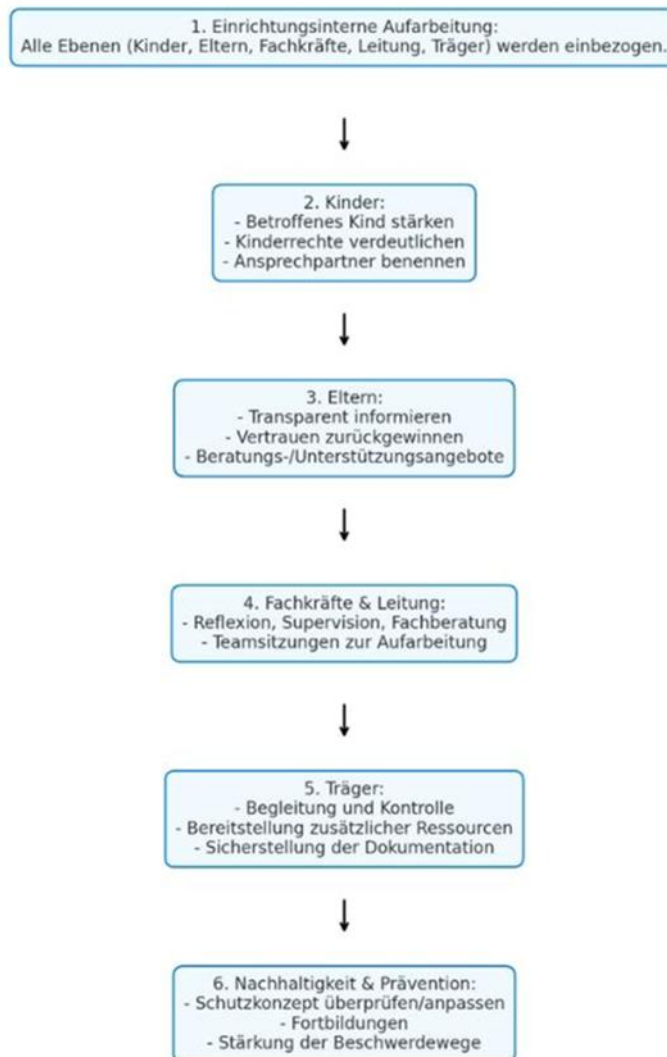 1. Einrichtungsinterne Aufarbeitung:
Alle Ebenen (Kinder, Eltern, Fachkräfte, Leitung, Träger) werden einbezogen.
2. Kinder:
- Betroffenes Kind stärken
- Kinderrechte verdeutlichen
- Ansprechpartner benennen
3. Eltern:
- Transparent informieren
- Vertrauen zurückgewinnen
- Beratungs-/Unterstützungsangebote
4. Fachkräfte & Leitung:
- Reflexion, Supervision, Fachberatung
- Teamsitzungen zur Aufarbeitung
5. Träger:
- Begleitung und Kontrolle
- Bereitstellung zusätzlicher Ressourcen
- Sicherstellung der Dokumentation
6. Nachhaltigkeit & Prävention:
- Schutzkonzept überprüfen/anpassen
- Fortbildungen
- Stärkung der Beschwerdewege